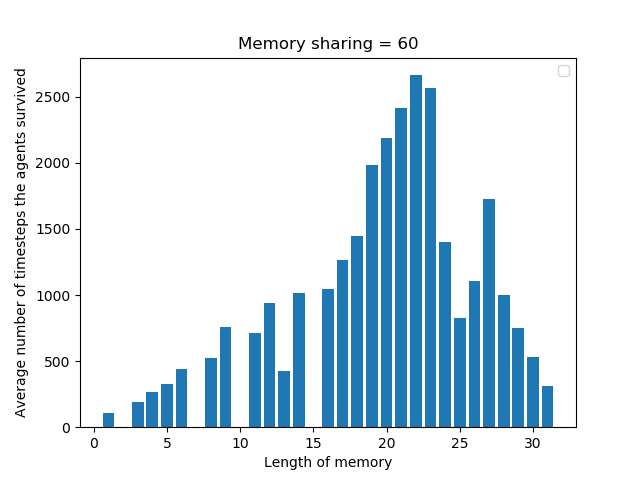 Memory sharing = 60
Average number of timesteps the agents survived
2500
2000
1500
1000
500
0
0 5 10 15 20 25 30
Length of memory